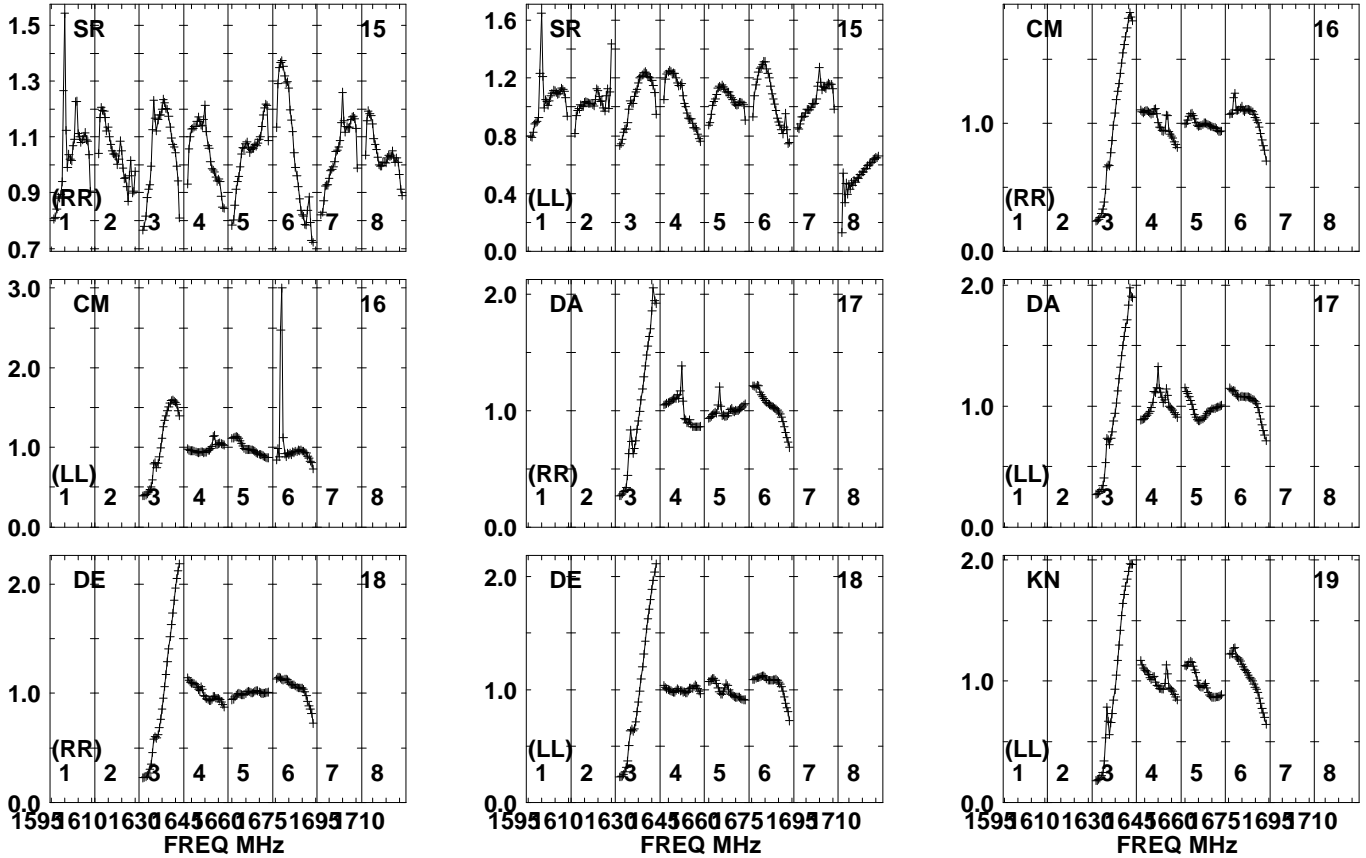 1.5 SR 15
1.3
1.1
0.9
(RR)
1 2 3 4 5 6 7 8
0.7
1.6 SR 15
1.2
0.8
0.4
(LL)
1 2 3 4 5 6 7 8
0.0
CM 16
1.0
(RR)
1 2 3 4 5 6 7 8
0.0
3.0 CM 16
2.0
1.0
(LL)
1 2 3 4 5 6 7 8
0.0
2.0 DA 17
1.0
(RR)
1 2 3 4 5 6 7 8
0.0
2.0 DA 17
1.0
(LL)
1 2 3 4 5 6 7 8
0.0
2.0 DE 18
1.0
(RR)
1 2 3 4 5 6 7 8
0.0
1595 1610 1630 1645 1660 1675 1695 1710
FREQ MHz
2.0 DE 18
1.0
(LL)
1 2 3 4 5 6 7 8
0.0
1595 1610 1630 1645 1660 1675 1695 1710
FREQ MHz
2.0 KN 19
1.0
(LL)
1 2 3 4 5 6 7 8
0.0
1595 1610 1630 1645 1660 1675 1695 1710
FREQ MHz